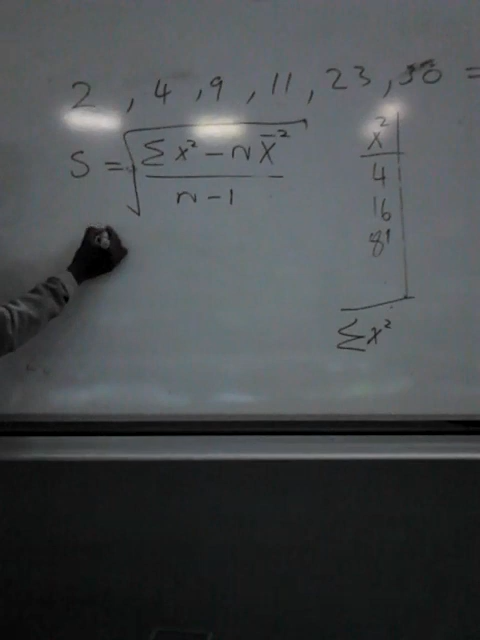 2 , 4 , 9 , 11 , 23 , 30 =
S = √((Σx² − nX̄²) / (n − 1))
x²
4
16
81
Σx²